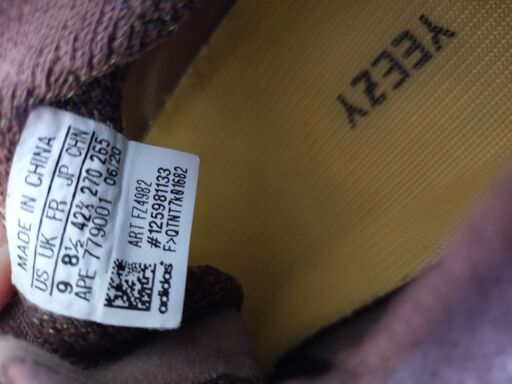 YEEZY
MADE IN CHINA
US UK FR JP CHN
9 8½ 42⅔ 270 265
APE 779001 06/20
ART FZ4982
#125981133
F>QTNT7k01682
adidas